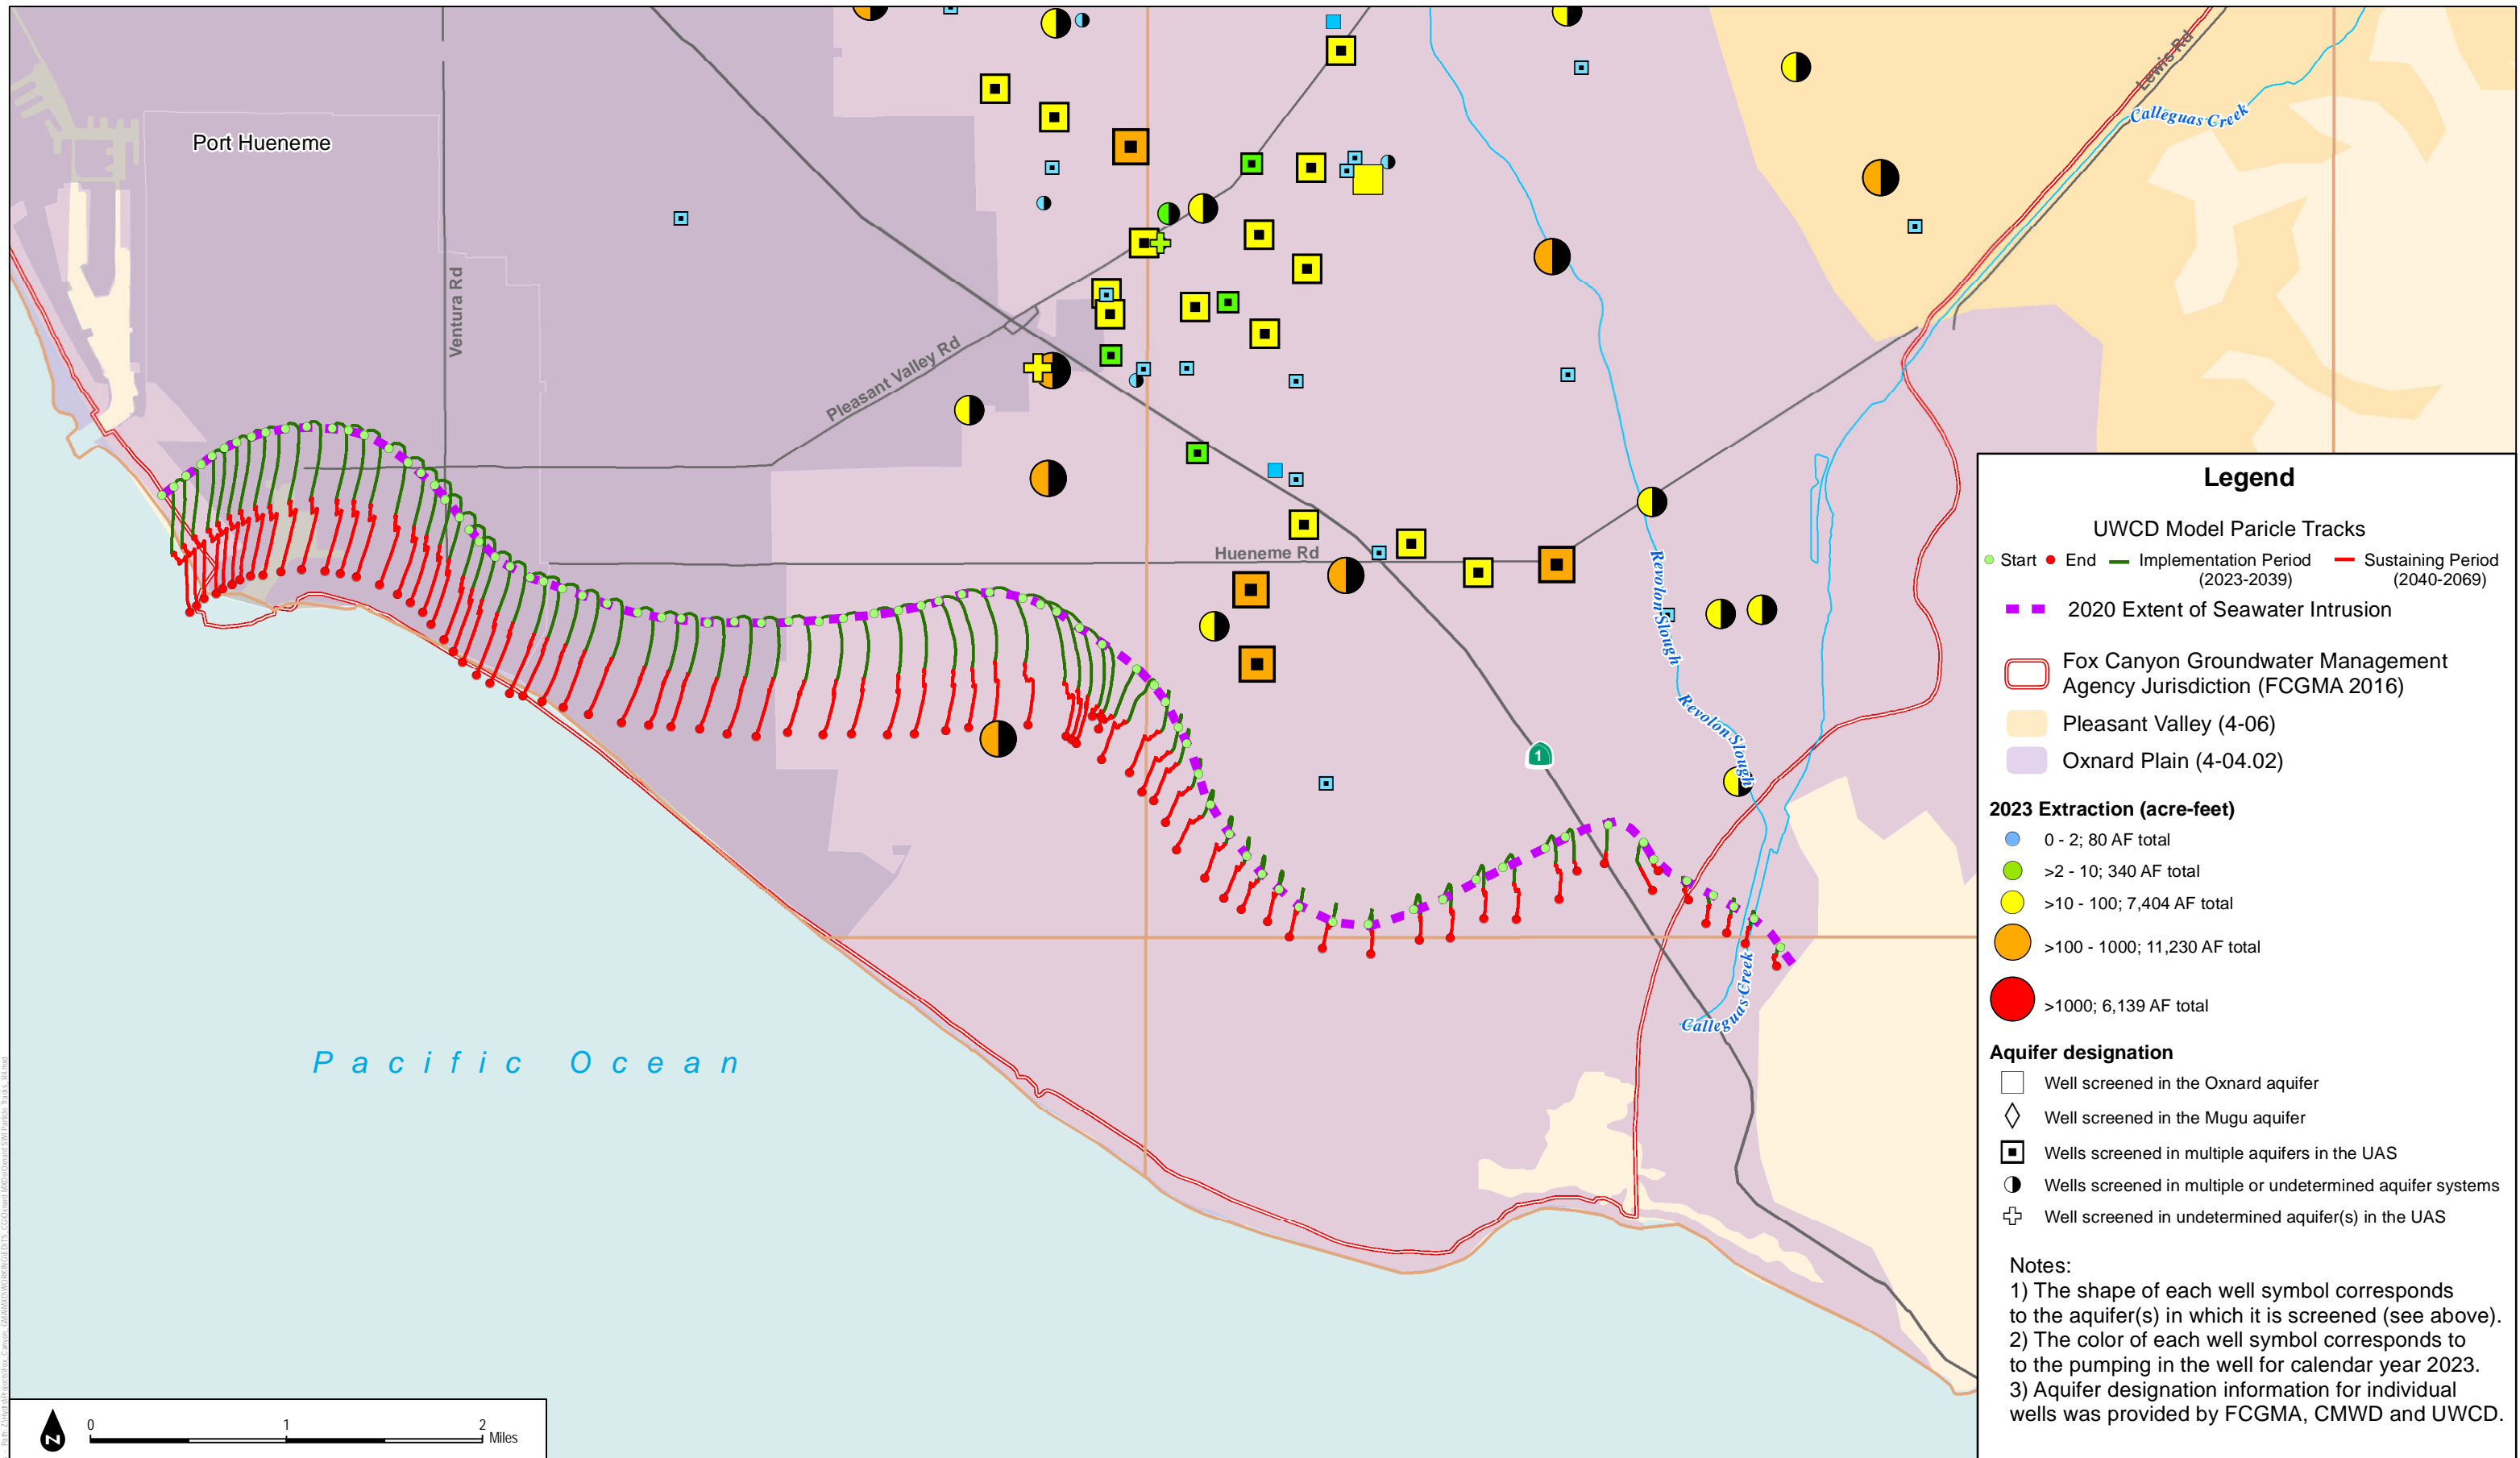 Port Hueneme
Ventura Rd
Pleasant Valley Rd
Hueneme Rd
Lewis Rd
Calleguas Creek
Revolon Slough
Revolon Slough
1
Calleguas Creek
Pacific Ocean
N
0 1 2
Miles
Legend
UWCD Model Paricle Tracks
Start End Implementation Period Sustaining Period
(2023-2039) (2040-2069)
2020 Extent of Seawater Intrusion
Fox Canyon Groundwater Management
Agency Jurisdiction (FCGMA 2016)
Pleasant Valley (4-06)
Oxnard Plain (4-04.02)
2023 Extraction (acre-feet)
0 - 2; 80 AF total
>2 - 10; 340 AF total
>10 - 100; 7,404 AF total
>100 - 1000; 11,230 AF total
>1000; 6,139 AF total
Aquifer designation
Well screened in the Oxnard aquifer
Well screened in the Mugu aquifer
Wells screened in multiple aquifers in the UAS
Wells screened in multiple or undetermined aquifer systems
Well screened in undetermined aquifer(s) in the UAS
Notes:
1) The shape of each well symbol corresponds
to the aquifer(s) in which it is screened (see above).
2) The color of each well symbol corresponds to
to the pumping in the well for calendar year 2023.
3) Aquifer designation information for individual
wells was provided by FCGMA, CMWD and UWCD.